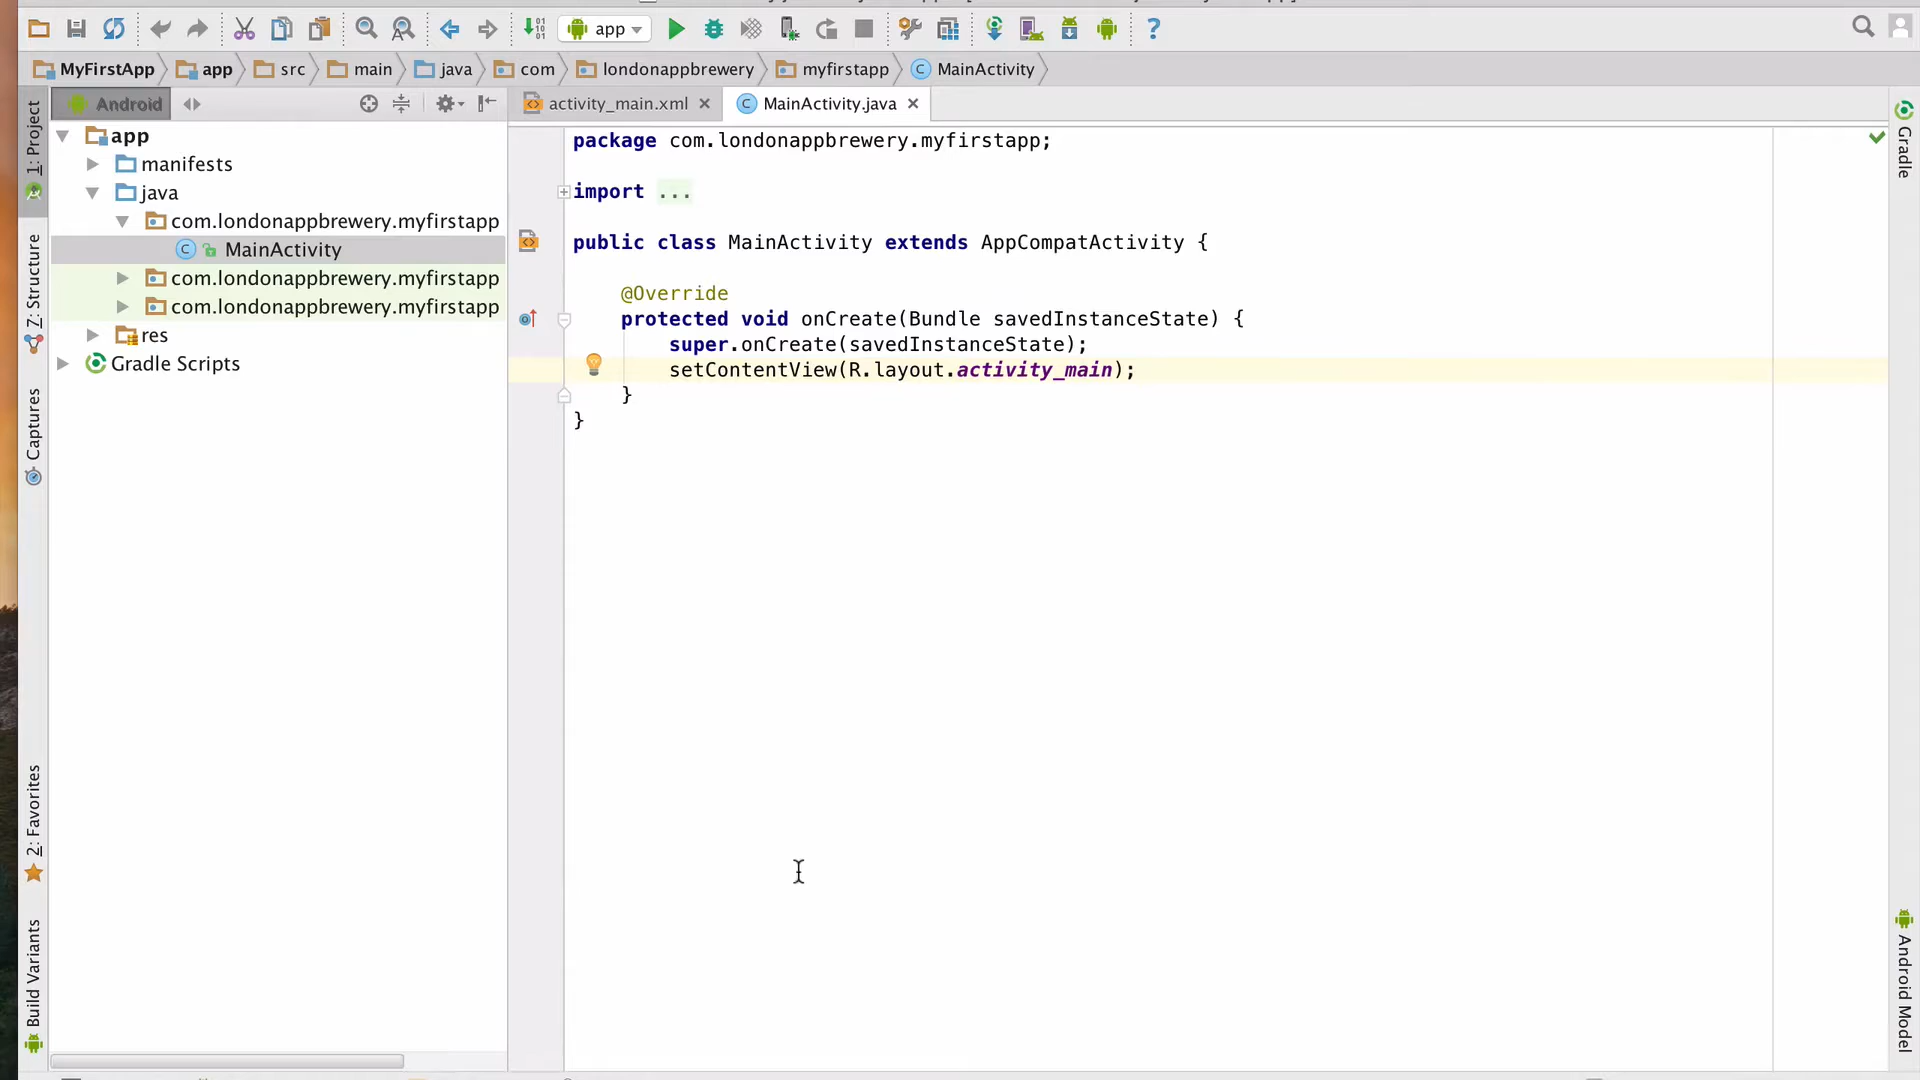 app
MyFirstApp app src main java com londonappbrewery myfirstapp MainActivity
Android
activity_main.xml MainActivity.java
1: Project
Z: Structure
Captures
2: Favorites
Build Variants
app
manifests
java
com.londonappbrewery.myfirstapp
MainActivity
com.londonappbrewery.myfirstapp
com.londonappbrewery.myfirstapp
res
Gradle Scripts
package com.londonappbrewery.myfirstapp;
import ...
public class MainActivity extends AppCompatActivity {
@Override
protected void onCreate(Bundle savedInstanceState) {
super.onCreate(savedInstanceState);
setContentView(R.layout.activity_main);
}
}
Gradle
Android Model